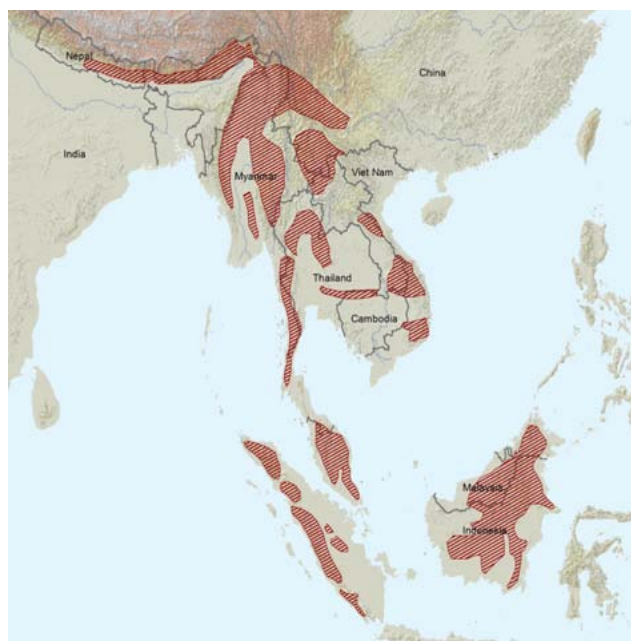 Nepal
China
India
Myanmar
Viet Nam
Thailand
Cambodia
Malaysia
Indonesia